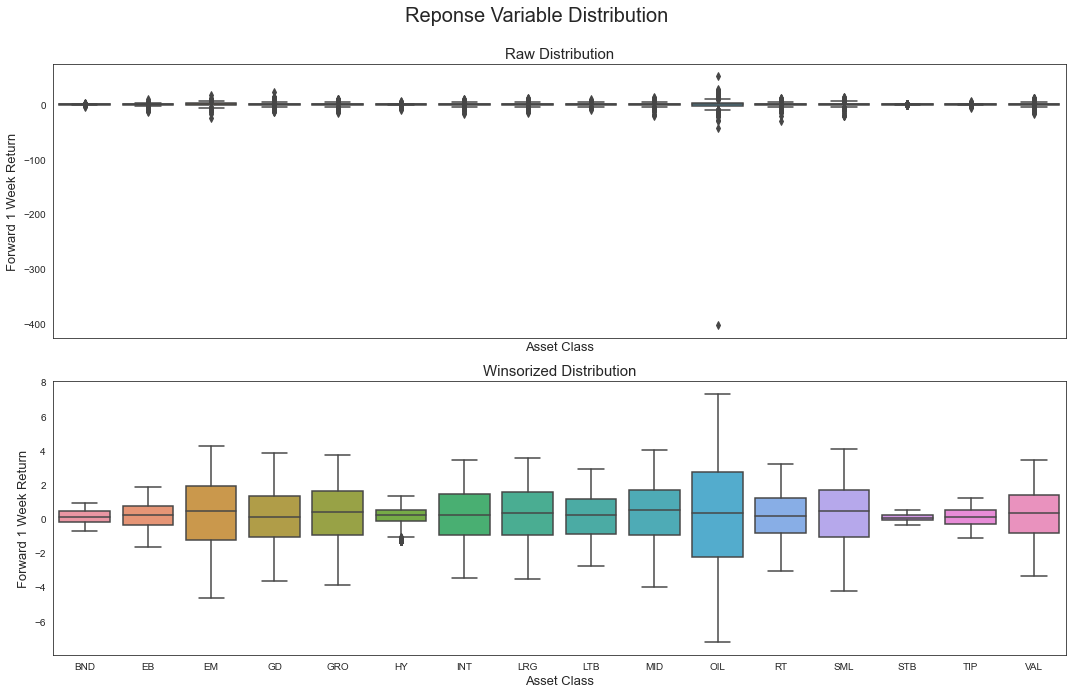 Reponse Variable Distribution
Raw Distribution
0
−100
−200
−300
−400
Forward 1 Week Return
Asset Class
Winsorized Distribution
8
6
4
2
0
−2
−4
−6
Forward 1 Week Return
BND EB EM GD GRO HY INT LRG LTB MID OIL RT SML STB TIP VAL
Asset Class